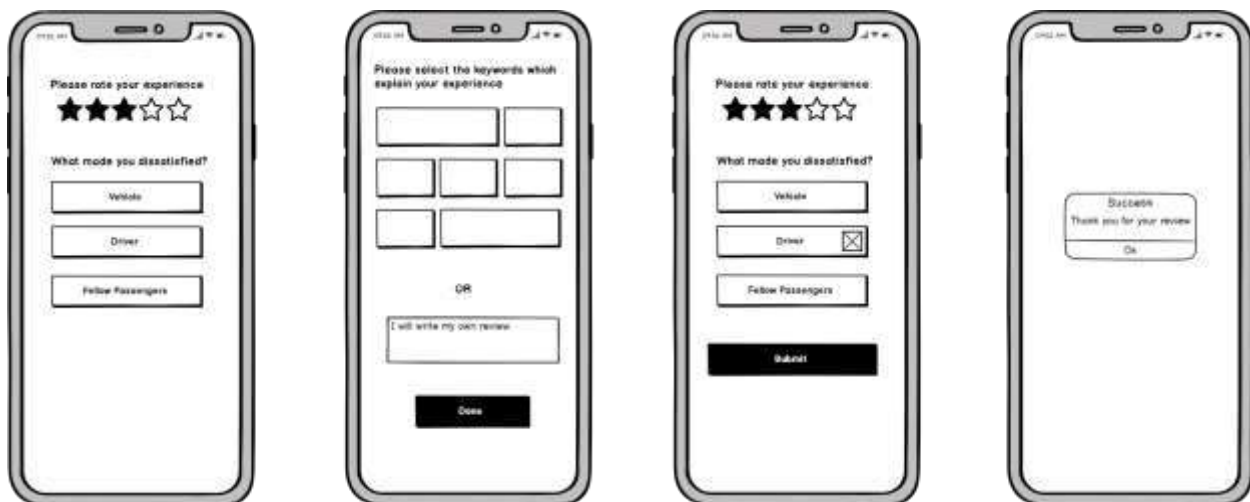 Please rate your experience
What made you dissatisfied?
Vehicle
Driver
Fellow Passengers
Please select the keywords which
explain your experience
OR
I will write my own review
Done
Please rate your experience
What made you dissatisfied?
Vehicle
Driver
Fellow Passengers
Submit
Success
Thank you for your review
Ok